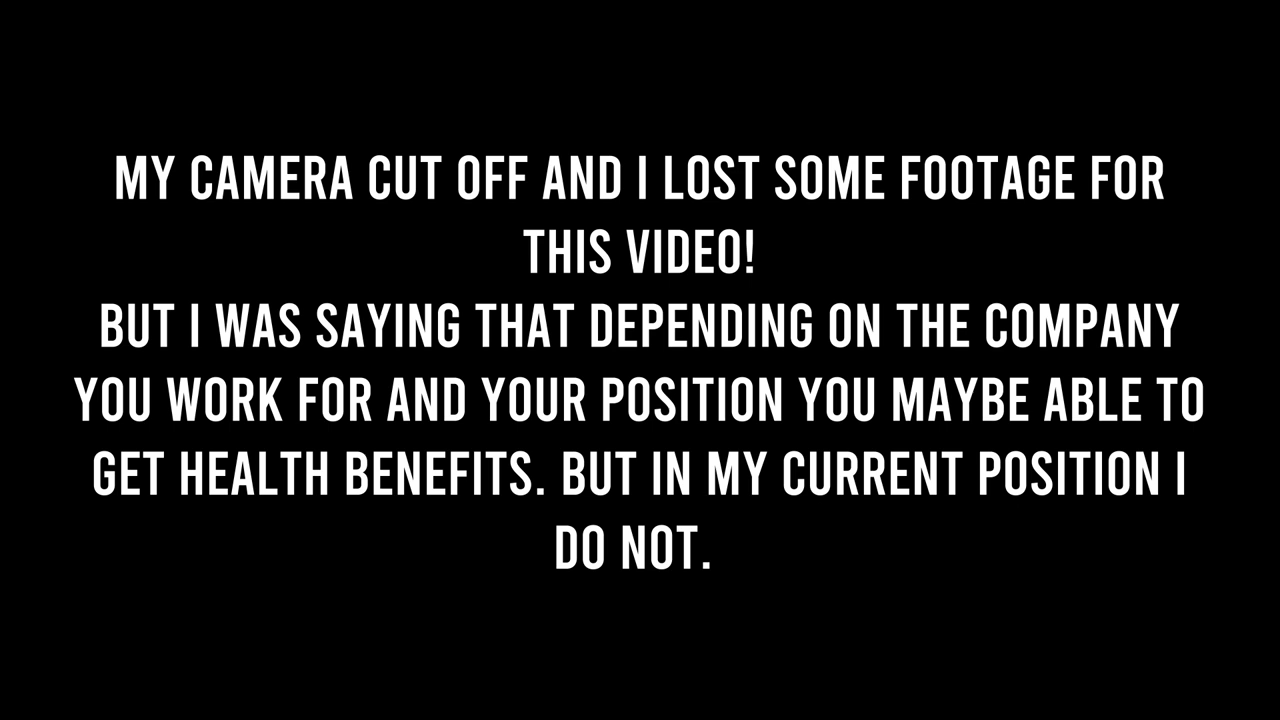 MY CAMERA CUT OFF AND I LOST SOME FOOTAGE FOR
THIS VIDEO!
BUT I WAS SAYING THAT DEPENDING ON THE COMPANY
YOU WORK FOR AND YOUR POSITION YOU MAYBE ABLE TO
GET HEALTH BENEFITS. BUT IN MY CURRENT POSITION I
DO NOT.